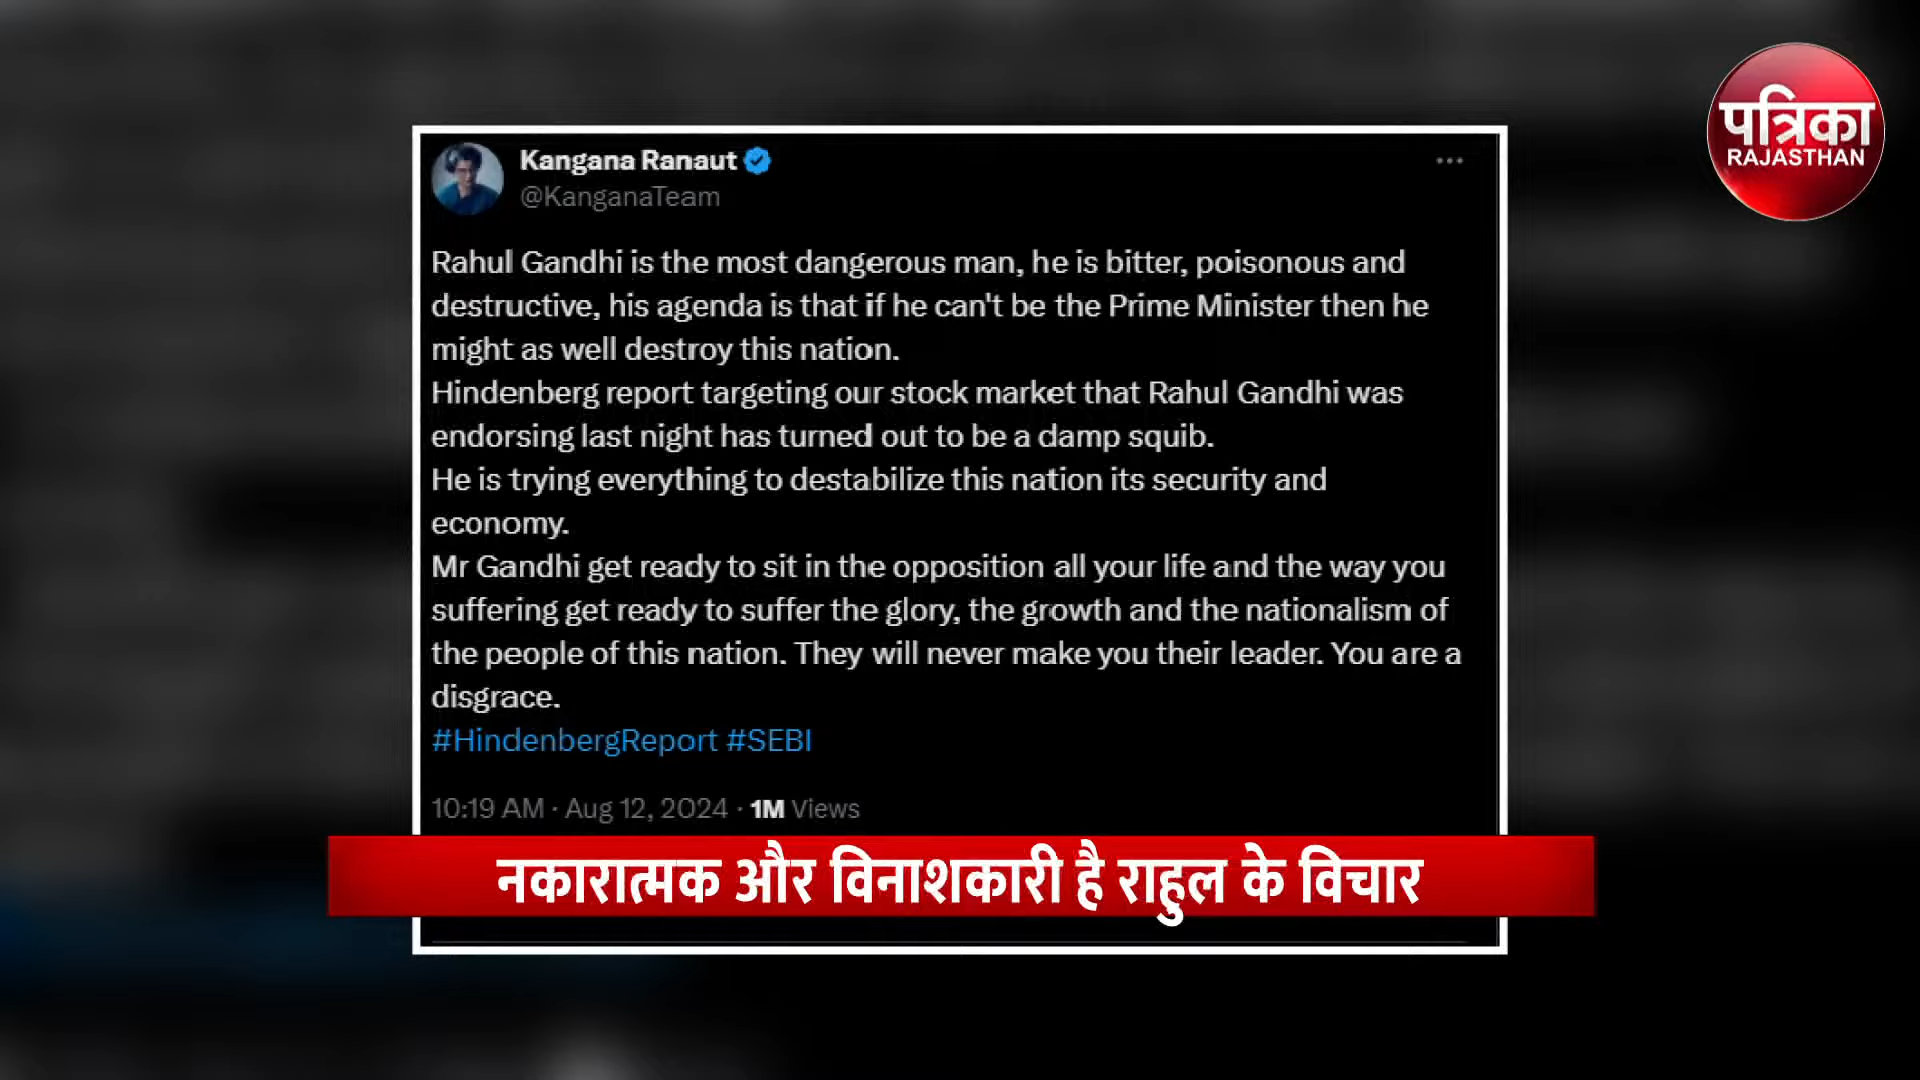 पत्रिका
RAJASTHAN
Kangana Ranaut
@KanganaTeam
Rahul Gandhi is the most dangerous man, he is bitter, poisonous and
destructive, his agenda is that if he can't be the Prime Minister then he
might as well destroy this nation.
Hindenberg report targeting our stock market that Rahul Gandhi was
endorsing last night has turned out to be a damp squib.
He is trying everything to destabilize this nation its security and
economy.
Mr Gandhi get ready to sit in the opposition all your life and the way you
suffering get ready to suffer the glory, the growth and the nationalism of
the people of this nation. They will never make you their leader. You are a
disgrace.
#HindenbergReport #SEBI
10:19 AM · Aug 12, 2024 · 1M Views
नकारात्मक और विनाशकारी है राहुल के विचार